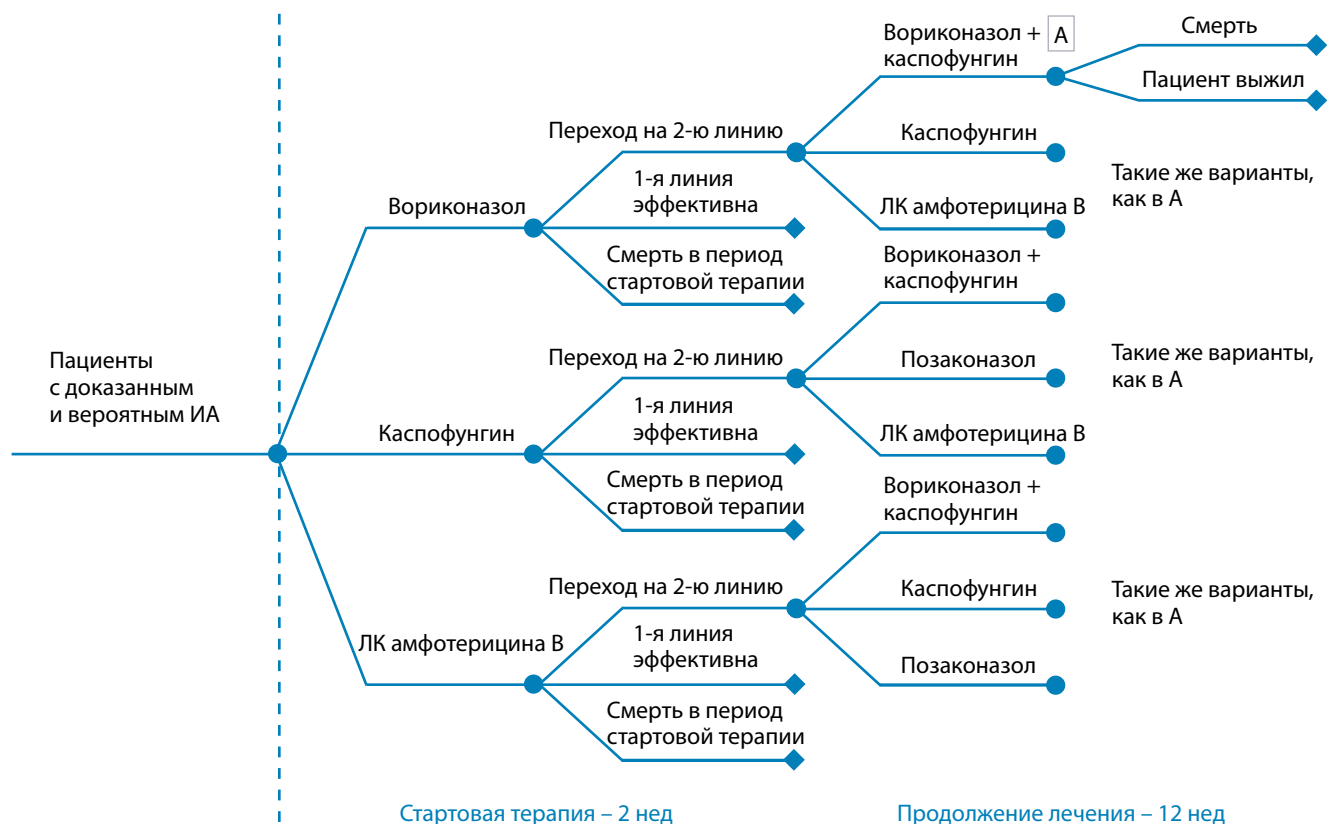 Пациенты
с доказанным
и вероятным ИА
Вориконазол
Переход на 2-ю линию
Вориконазол +
каспофунгин
A
Смерть
Пациент выжил
Каспофунгин
ЛК амфотерицина В
Такие же варианты,
как в А
1-я линия
эффективна
Смерть в период
стартовой терапии
Каспофунгин
Переход на 2-ю линию
Вориконазол +
каспофунгин
Позаконазол
ЛК амфотерицина В
Такие же варианты,
как в А
1-я линия
эффективна
Смерть в период
стартовой терапии
ЛК амфотерицина В
Переход на 2-ю линию
Вориконазол +
каспофунгин
Каспофунгин
Позаконазол
Такие же варианты,
как в А
1-я линия
эффективна
Смерть в период
стартовой терапии
Стартовая терапия – 2 нед
Продолжение лечения – 12 нед